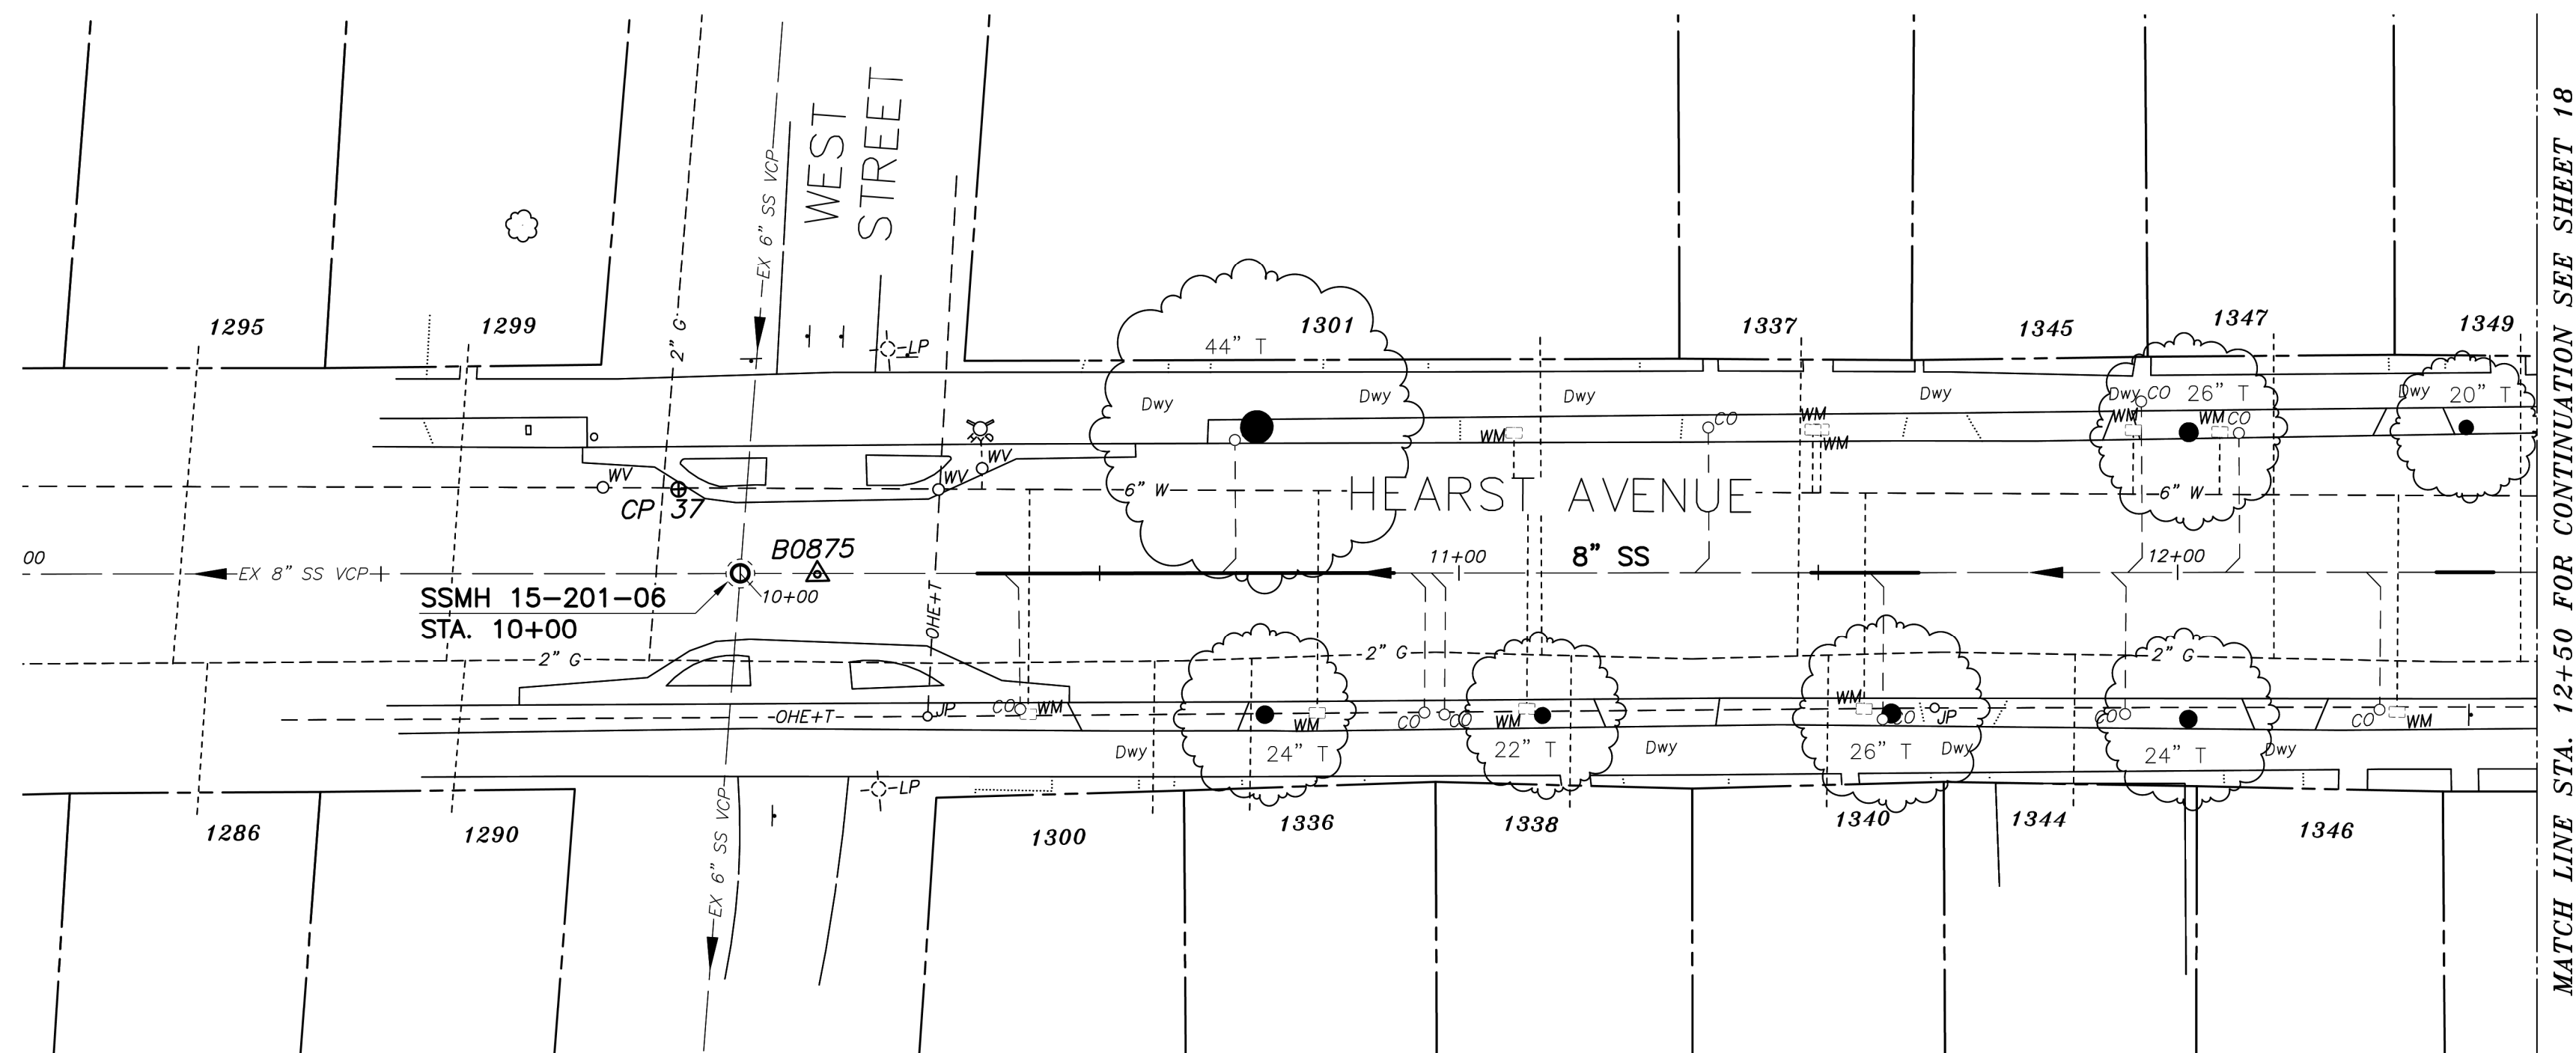 WEST
STREET
EX 6" SS VCP
2" G
LP
1295
1299
1301
1337
1345
1347
1349
44" T
Dwy
Dwy
Dwy
Dwy
Dwy
CO
26" T
Dwy
20" T
WM
CO
WM
WM
WM
WM
CO
WV
WV
CP 37
6" W
HEARST AVENUE
6" W
00
EX 8" SS VCP
B0875
10+00
11+00
8" SS
12+00
SSMH 15-201-06
STA. 10+00
OHE+T
2" G
2" G
2" G
OHE+T
JP
CO
WM
WM
CO
CO
WM
WM
CO
JP
CO
CO
WM
Dwy
24" T
22" T
Dwy
26" T
Dwy
24" T
Dwy
EX 6" SS VCP
LP
1286
1290
1300
1336
1338
1340
1344
1346
MATCH LINE STA. 12+50 FOR CONTINUATION SEE SHEET 18